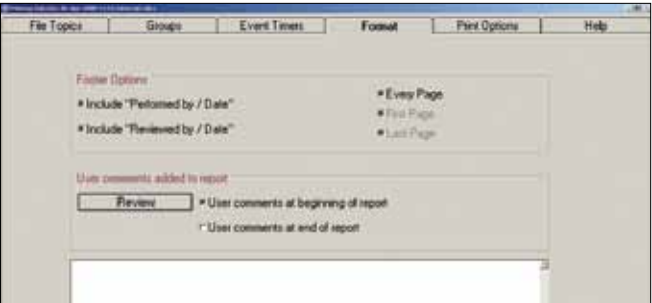 File Topics Groups Event Timers Format Print Options Help
Footer Options
Include "Performed by / Date"
Every Page
First Page
Include "Reviewed by / Date"
Last Page
User comments added to report
Review User comments at beginning of report
User comments at end of report